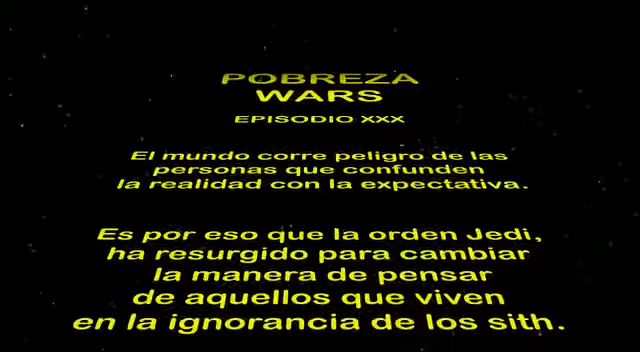 POBREZA
WARS
EPISODIO XXX
El mundo corre peligro de las
personas que confunden
la realidad con la expectativa.
Es por eso que la orden Jedi,
ha resurgido para cambiar
la manera de pensar
de aquellos que viven
en la ignorancia de los sith.